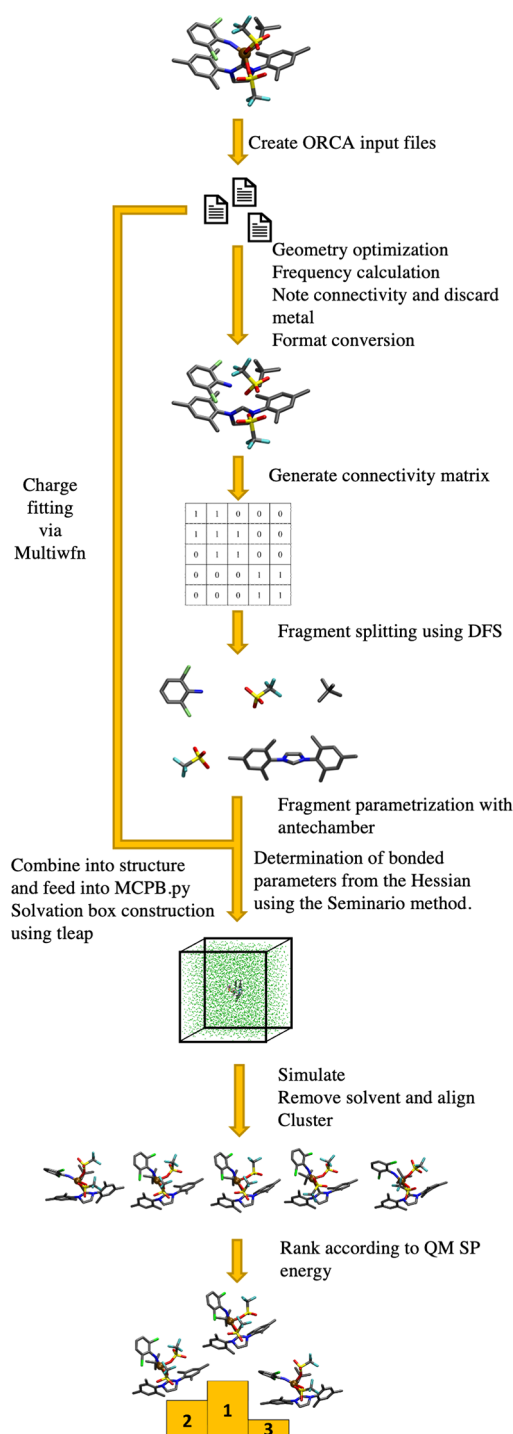 Create ORCA input files
Geometry optimization
Frequency calculation
Note connectivity and discard
metal
Format conversion
Charge
fitting
via
Multiwfn
Generate connectivity matrix
1 1 0 0 0
1 1 1 0 0
0 1 1 0 0
0 0 0 1 1
0 0 0 1 1
Fragment splitting using DFS
Fragment parametrization with
antechamber
Combine into structure
and feed into MCPB.py
Solvation box construction
using tleap
Determination of bonded
parameters from the Hessian
using the Seminario method.
Simulate
Remove solvent and align
Cluster
Rank according to QM SP
energy
1
2
3